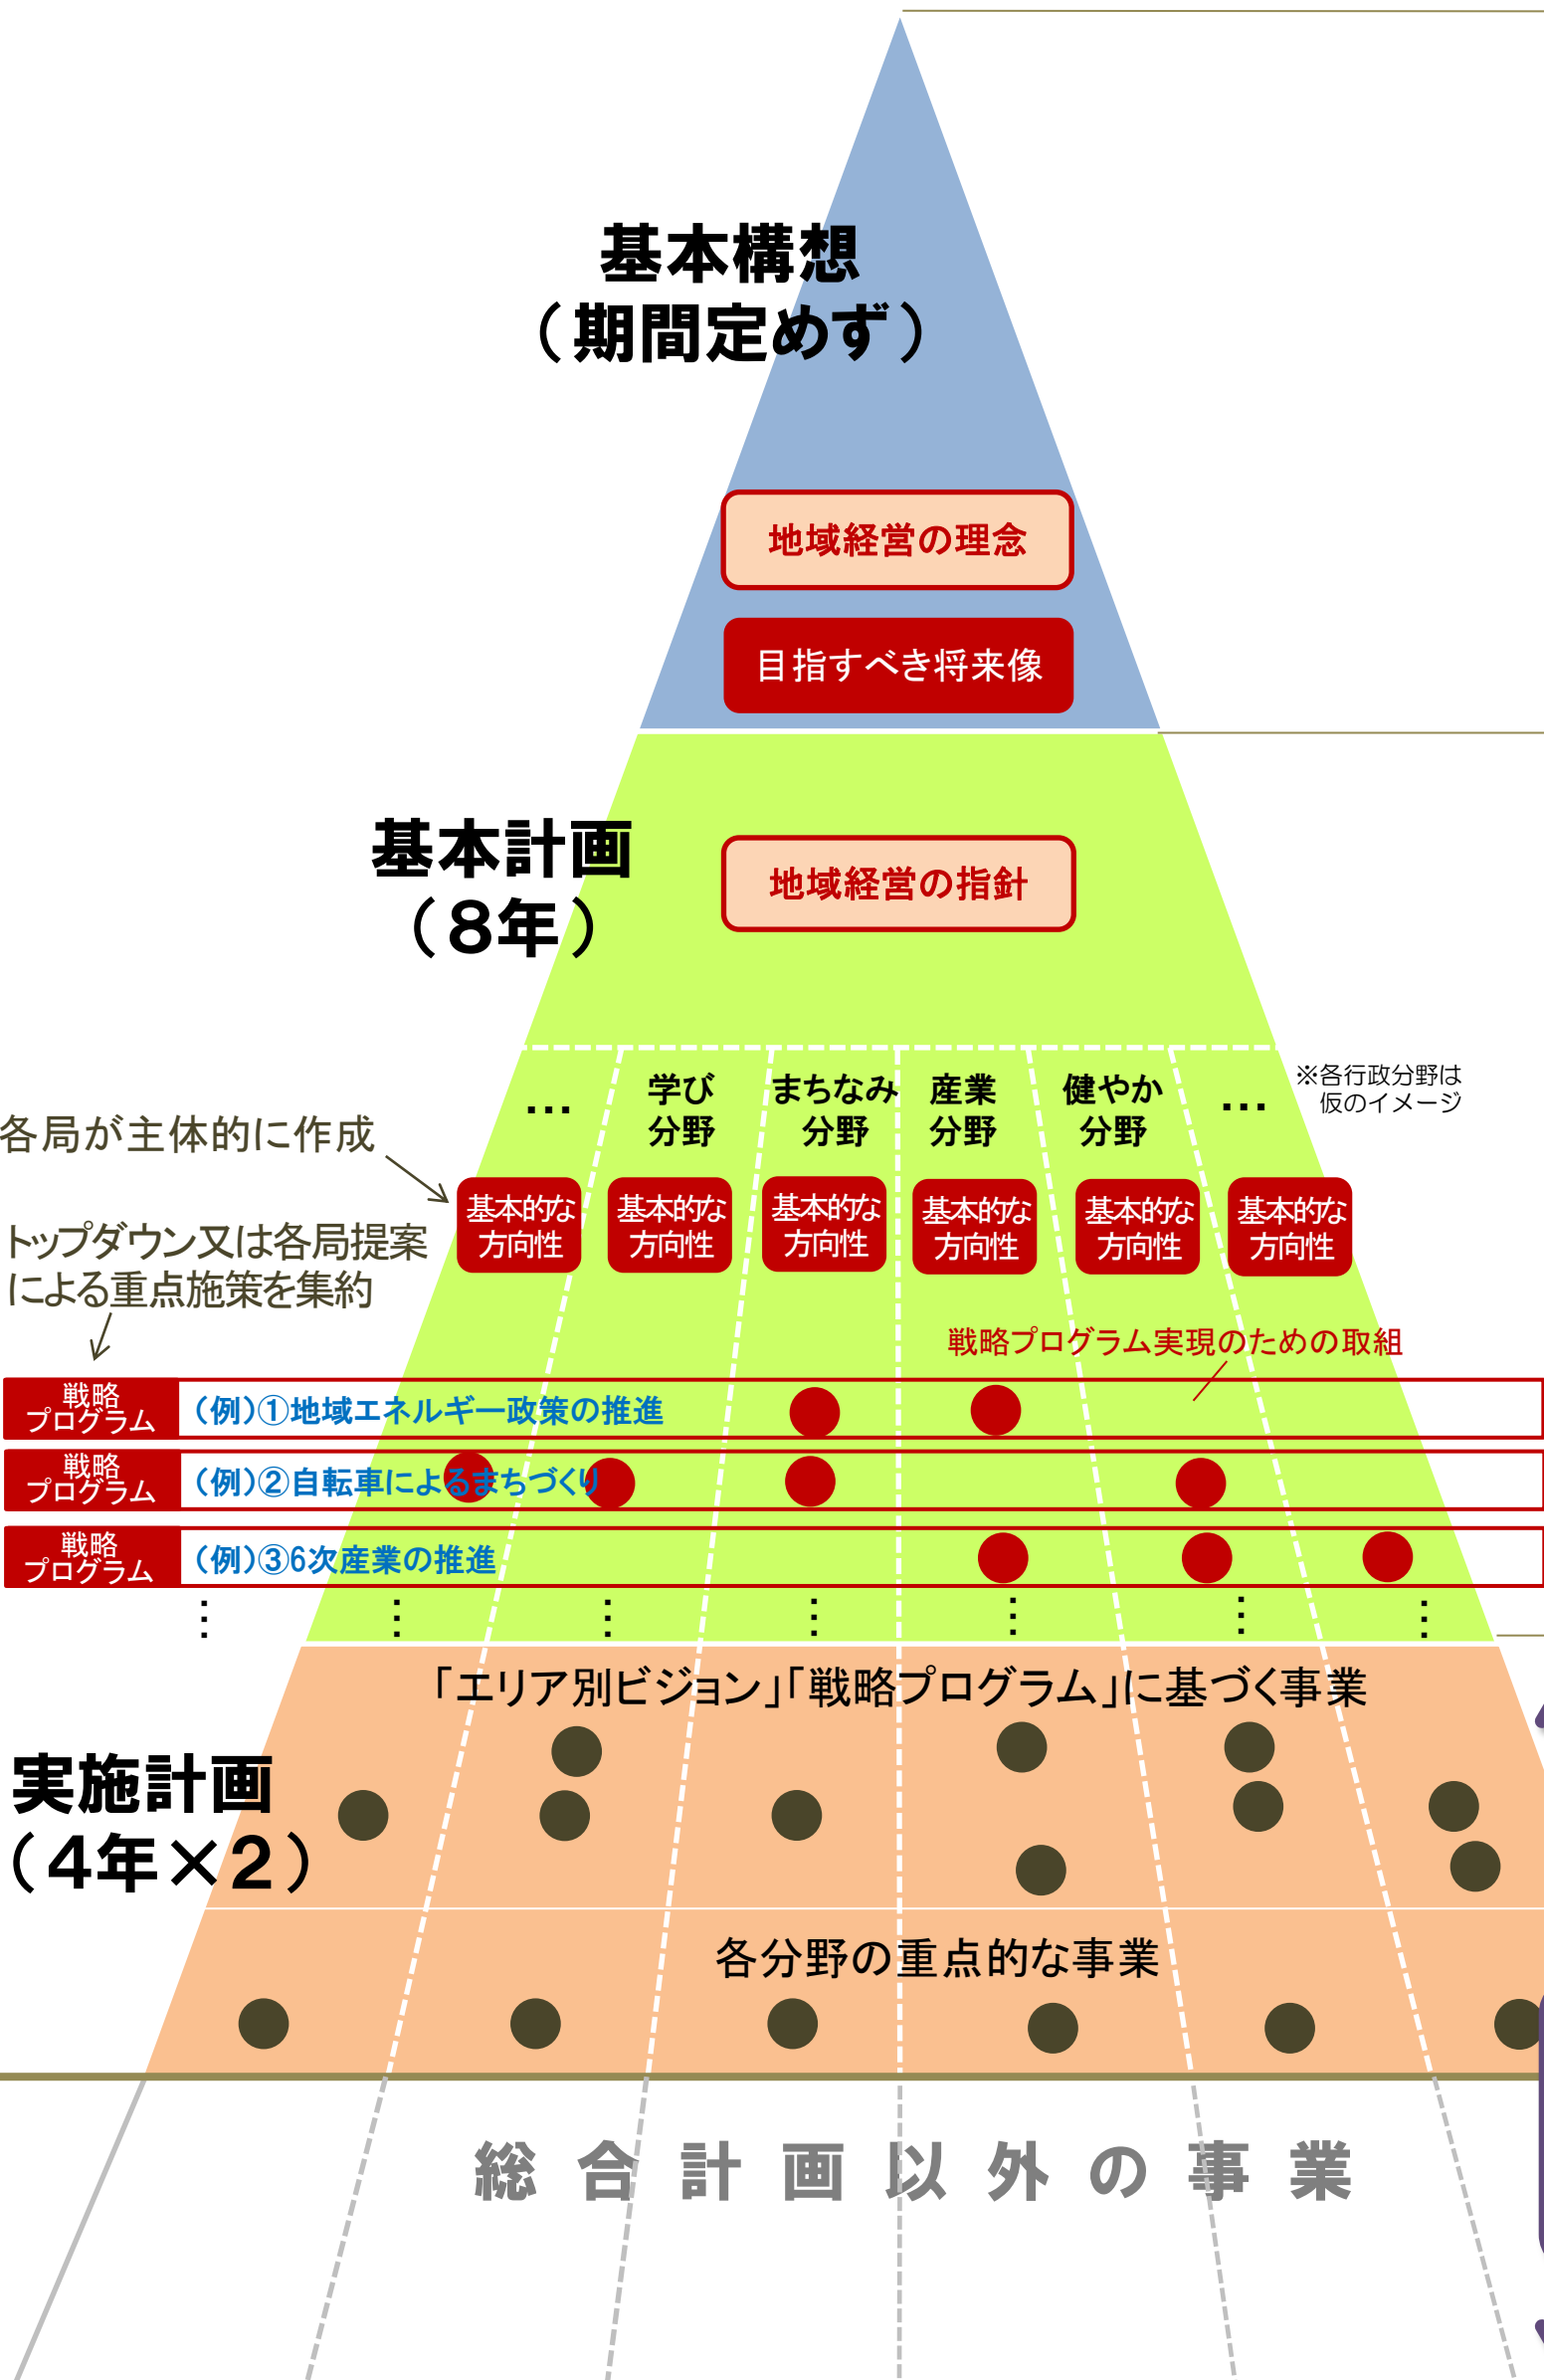 基本構想
（期間定めず）
地域経営の理念
目指すべき将来像
基本計画
（８年）
地域経営の指針
…
学び
分野
まちなみ
分野
産業
分野
健やか
分野
…
※各行政分野は
仮のイメージ
各局が主体的に作成
基本的な
方向性
基本的な
方向性
基本的な
方向性
基本的な
方向性
基本的な
方向性
基本的な
方向性
トップダウン又は各局提案
による重点施策を集約
戦略プログラム実現のための取組
戦略
プログラム
（例）①地域エネルギー政策の推進
戦略
プログラム
（例）②自転車によるまちづくり
戦略
プログラム
（例）③6次産業の推進
… … … … … … …
「エリア別ビジョン」「戦略プログラム」に基づく事業
実施計画
（４年×２）
各分野の重点的な事業
総合計画以外の事業